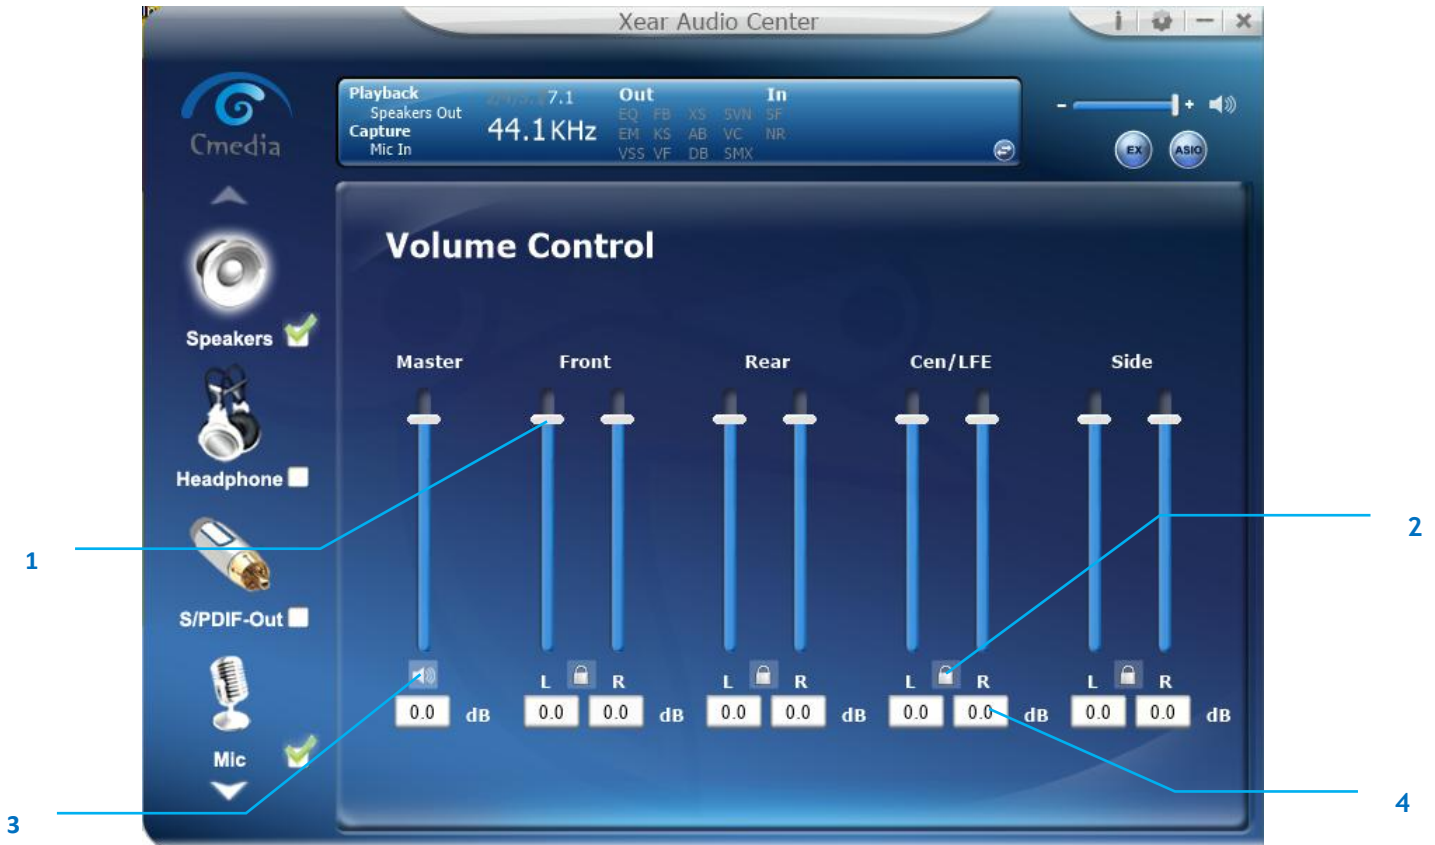 Xear Audio Center
i
Cmedia
Playback
Speakers Out
Capture
Mic In
7.1
44.1KHz
Out In
EQ FB XS SVN SF
EM KS AB VC NR
VSS VF DB SMX
- +
EX ASIO
Volume Control
Speakers
Headphone
S/PDIF-Out
Mic
Master Front Rear Cen/LFE Side
L R L R L R L R
0.0 dB 0.0 0.0 dB 0.0 0.0 dB 0.0 0.0 dB 0.0 0.0 dB
1
2
3
4